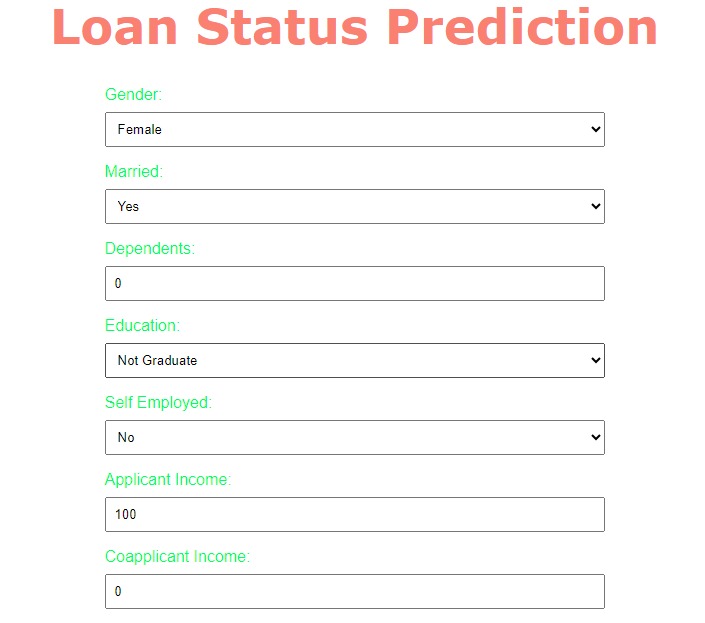 Loan Status Prediction
Gender:
Female
Married:
Yes
Dependents:
0
Education:
Not Graduate
Self Employed:
No
Applicant Income:
100
Coapplicant Income:
0